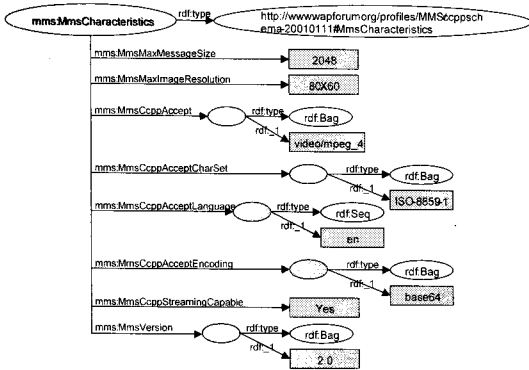 mms:MmsCharacteristics
rdf:type
http://www.wapforum.org/profiles/MMS/ccppsch
ema-20010111#MmsCharacteristics
mms:MmsMaxMessageSize
2048
mms:MmsMaxImageResolution
80X60
mms:MmsCcppAccept
rdf:type
rdf:Bag
rdf:_1
video/mpeg_4
mms:MmsCcppAcceptCharSet
rdf:type
rdf:Bag
rdf:_1
ISO-8859-1
mms:MmsCcppAcceptLanguage
rdf:type
rdf:Seq
rdf:_1
en
mms:MmsCcppAcceptEncoding
rdf:type
rdf:Bag
rdf:_1
base64
mms:MmsCcppStreamingCapable
Yes
mms:MmsVersion
rdf:type
rdf:Bag
rdf:_1
2.0